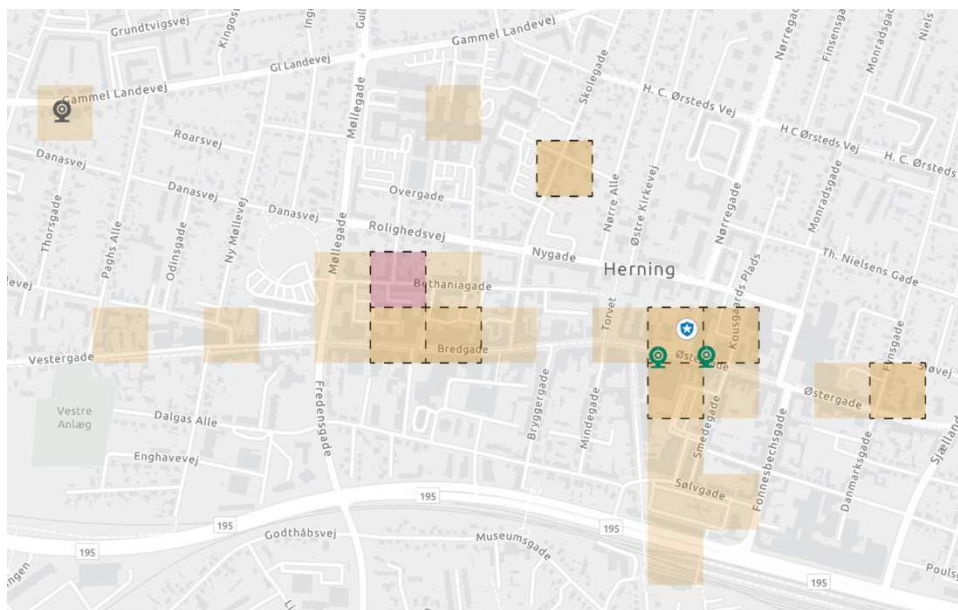 Grundtvigsvej
Gammel Landevej
Gl Landevej
Gammel Landevej
Skolegade
Nørregade
Finsensgade
Monradsgade
H. C. Ørsteds Vej
H C Ørsteds Vej
H. C. Ørsteds
Møllegade
Roarsvej
Danasvej
Danasvej
Danasvej
Overgade
Rolighedsvej
Nygade
Nørre Alle
Østre Kirkevej
Nørregade
Monradsgade
Th. Nielsens Gade
Thorsgade
Paghs Alle
Odinsgade
Ny Møllevej
Møllegade
Bethaniagade
Herning
Torvet
Kousgaards Plads
Vestergade
Bredgade
Østergade
Østergade
Vestre
Anlæg
Dalgas Alle
Enghavevej
Fredensgade
Bryggergade
Mindegade
Smedegade
Fonnesbechsgade
Danmarksgade
Sølvgade
195
195
195
195
195
Godthåbsvej
Museumsgade